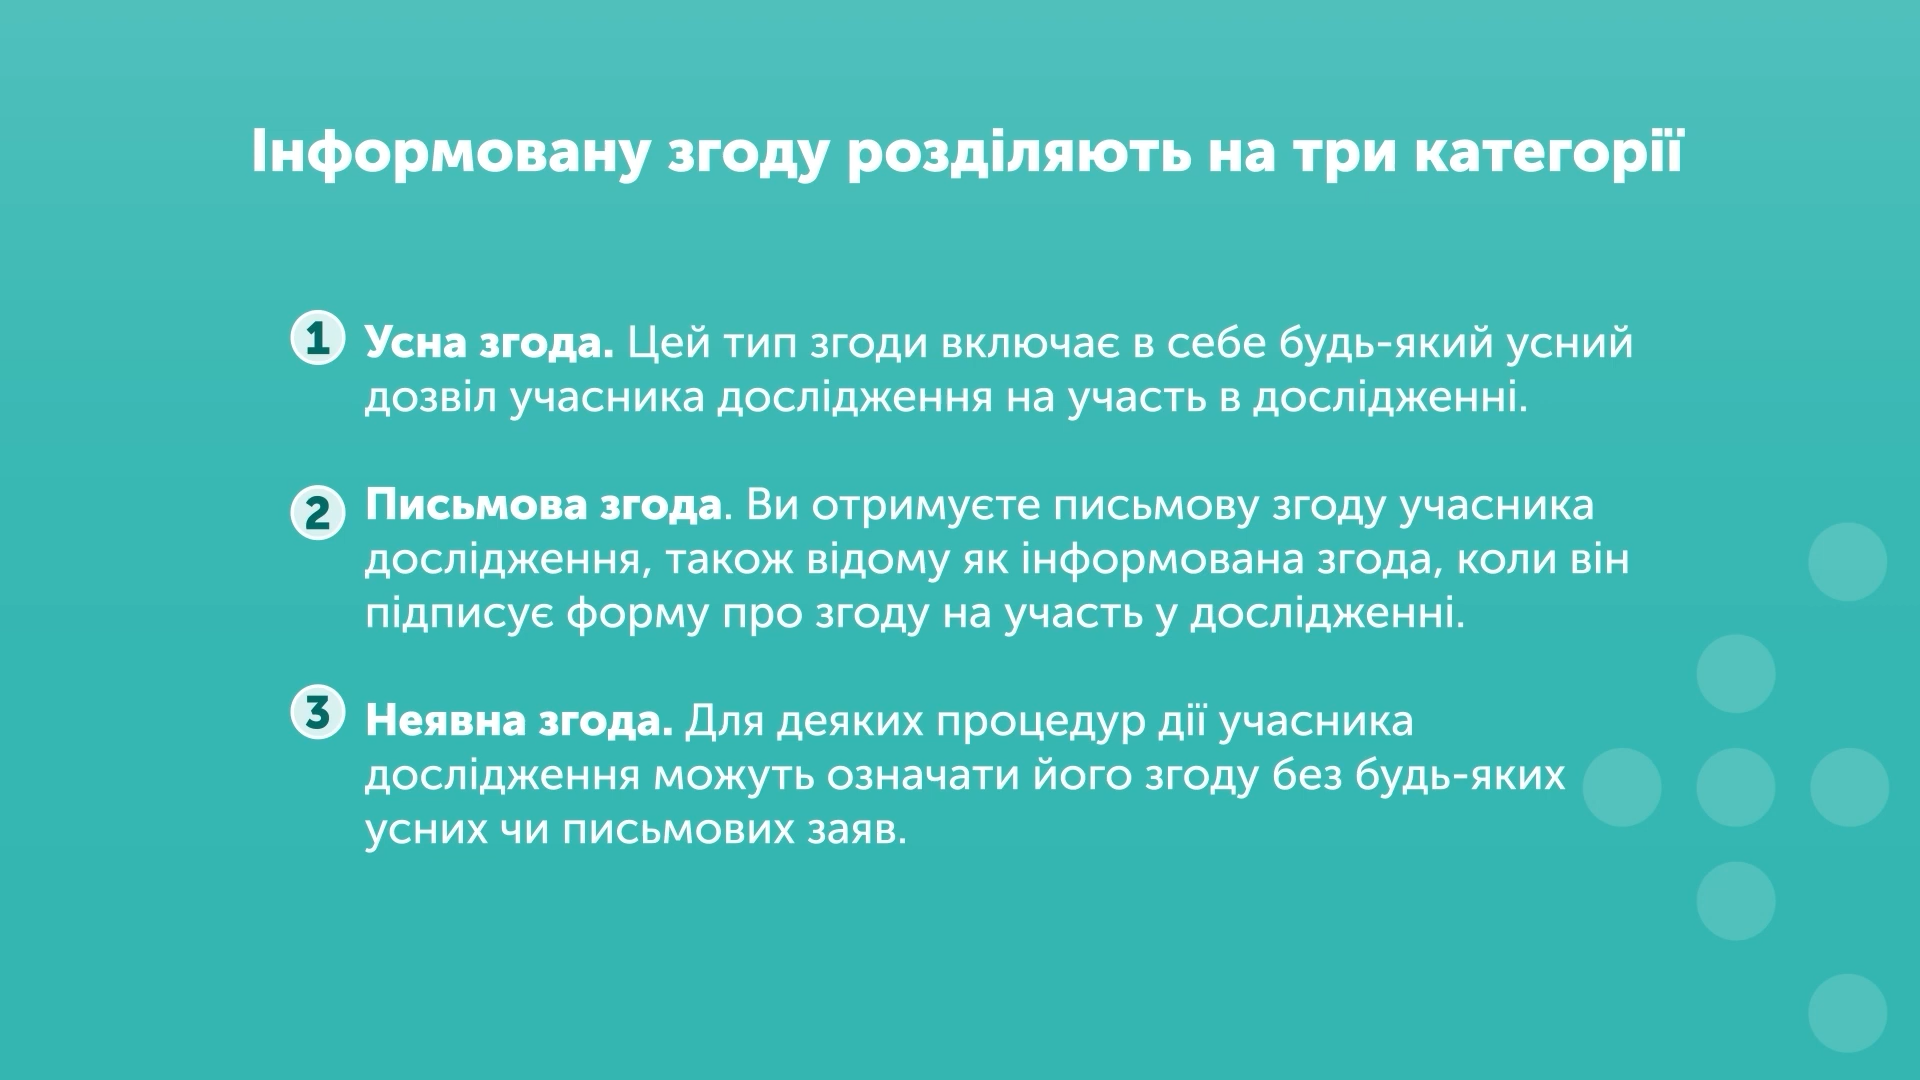 Інформовану згоду розділяють на три категорії
1 Усна згода. Цей тип згоди включає в себе будь-який усний
дозвіл учасника дослідження на участь в дослідженні.
2 Письмова згода. Ви отримуєте письмову згоду учасника
дослідження, також відому як інформована згода, коли він
підписує форму про згоду на участь у дослідженні.
3 Неявна згода. Для деяких процедур дії учасника
дослідження можуть означати його згоду без будь-яких
усних чи письмових заяв.